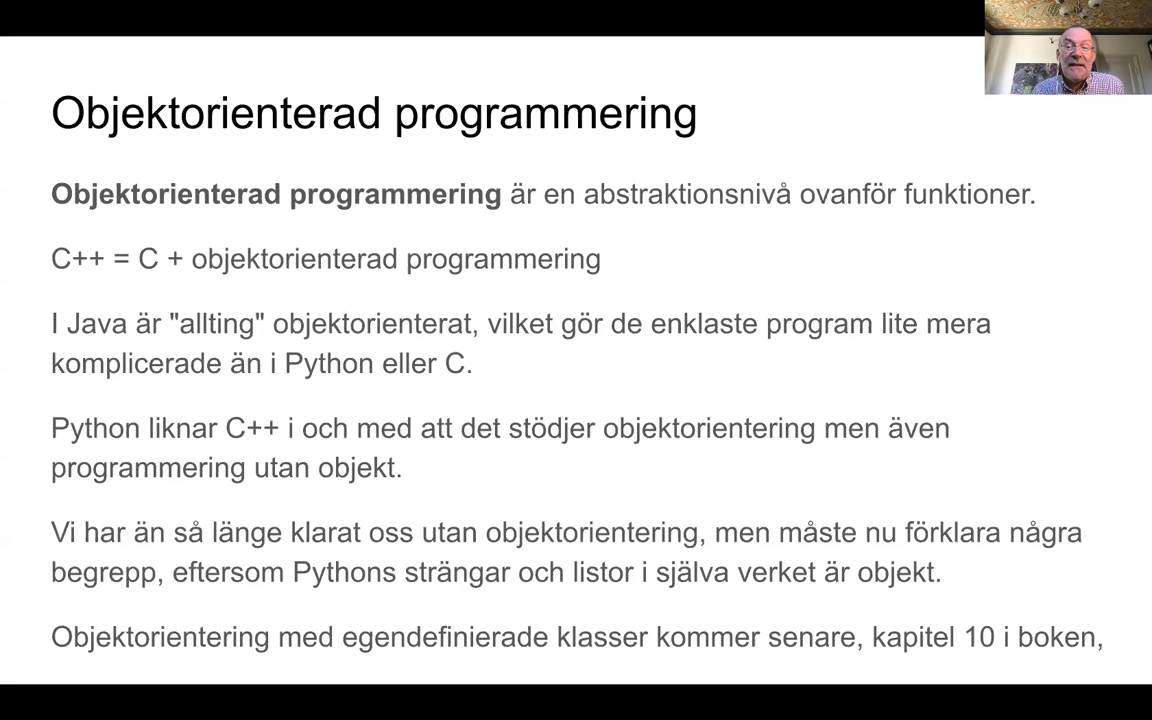 Objektorienterad programmering
Objektorienterad programmering är en abstraktionsnivå ovanför funktioner.
C++ = C + objektorienterad programmering
I Java är "allting" objektorienterat, vilket gör de enklaste program lite mera
komplicerade än i Python eller C.
Python liknar C++ i och med att det stödjer objektorientering men även
programmering utan objekt.
Vi har än så länge klarat oss utan objektorientering, men måste nu förklara några
begrepp, eftersom Pythons strängar och listor i själva verket är objekt.
Objektorientering med egendefinierade klasser kommer senare, kapitel 10 i boken,